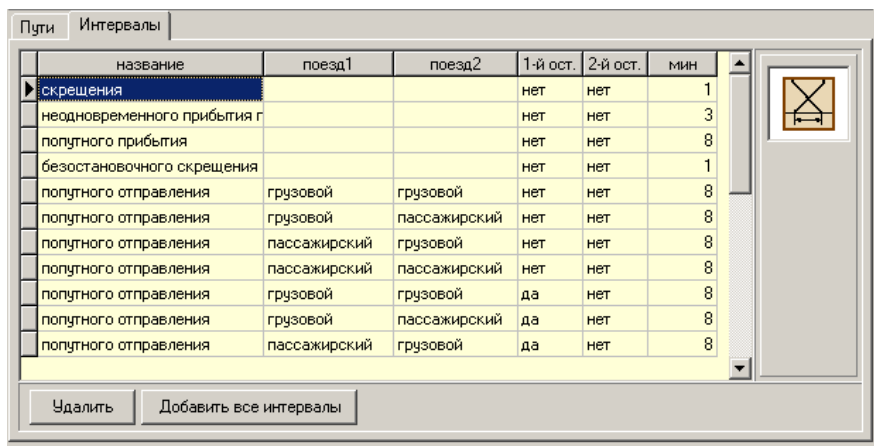 Пути Интервалы
название поезд1 поезд2 1-й ост. 2-й ост. мин
скрещения нет нет 1
неодновременного прибытия г нет нет 3
попутного прибытия нет нет 8
безостановочного скрещения нет нет 1
попутного отправления грузовой грузовой нет нет 8
попутного отправления грузовой пассажирский нет нет 8
попутного отправления пассажирский грузовой нет нет 8
попутного отправления пассажирский пассажирский нет нет 8
попутного отправления грузовой грузовой да нет 8
попутного отправления грузовой пассажирский да нет 8
попутного отправления пассажирский грузовой да нет 8
Удалить Добавить все интервалы